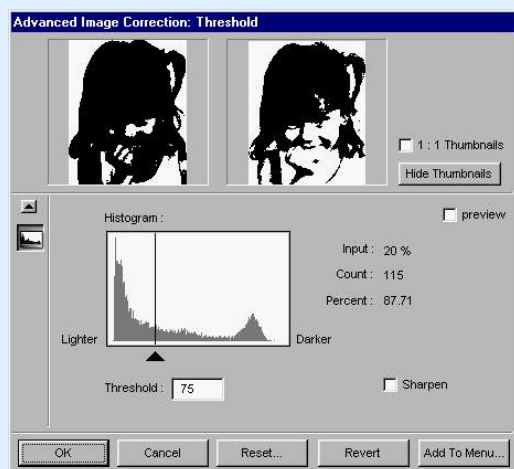 Advanced Image Correction: Threshold
1 : 1 Thumbnails
Hide Thumbnails
preview
Histogram :
Input : 20 %
Count : 115
Percent : 87.71
Lighter
Darker
Threshold : 75
Sharpen
OK
Cancel
Reset...
Revert
Add To Menu...